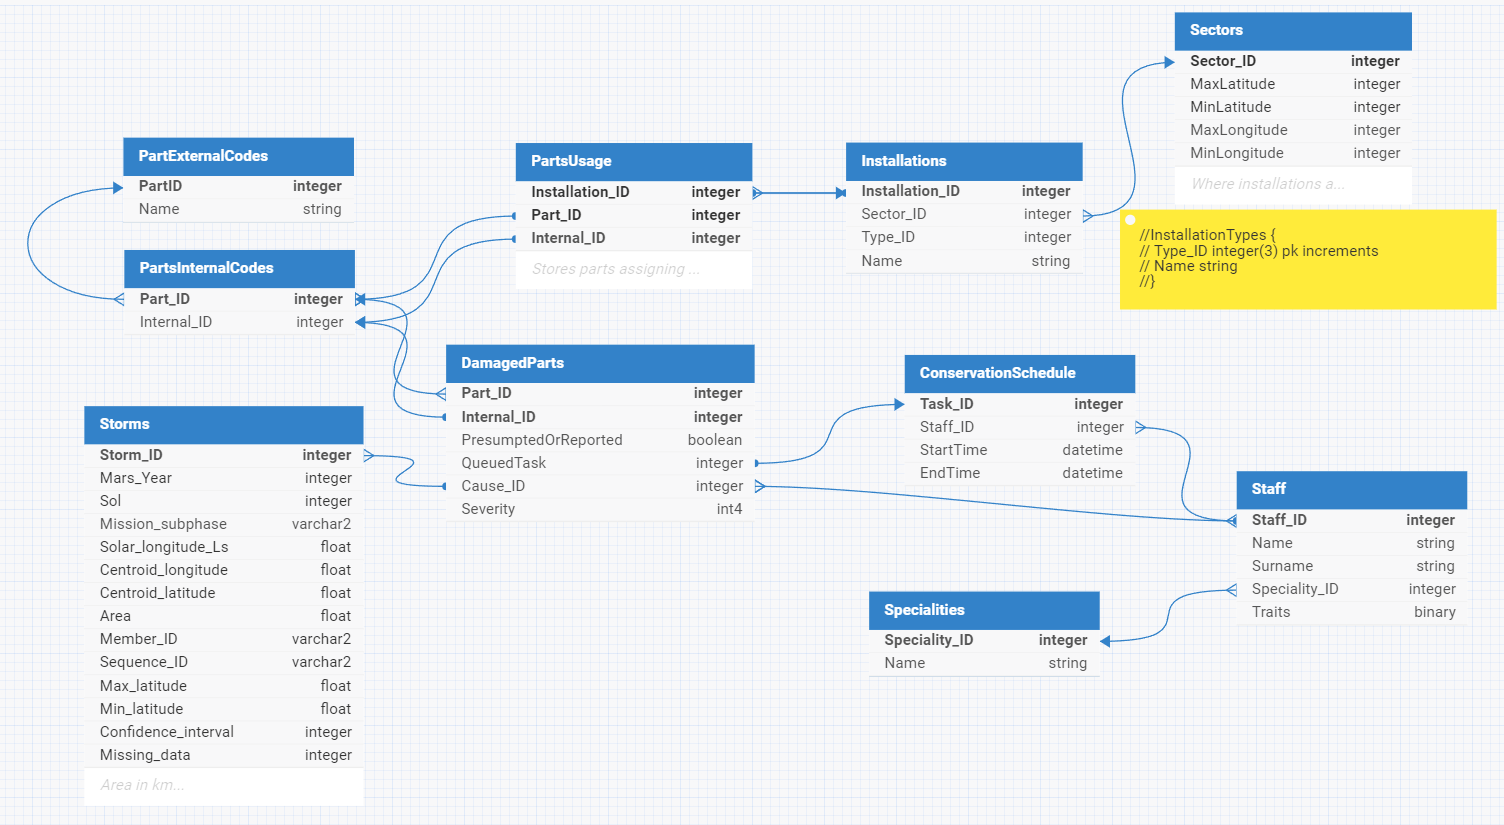 Sectors
Sector_ID integer
MaxLatitude integer
MinLatitude integer
MaxLongitude integer
MinLongitude integer
Where installations a...
PartExternalCodes
PartID integer
Name string
PartsUsage
Installation_ID integer
Part_ID integer
Internal_ID integer
Stores parts assigning ...
Installations
Installation_ID integer
Sector_ID integer
Type_ID integer
Name string
//InstallationTypes {
// Type_ID integer(3) pk increments
// Name string
//}
PartsInternalCodes
Part_ID integer
Internal_ID integer
DamagedParts
Part_ID integer
Internal_ID integer
PresumptedOrReported boolean
QueuedTask integer
Cause_ID integer
Severity int4
ConservationSchedule
Task_ID integer
Staff_ID integer
StartTime datetime
EndTime datetime
Storms
Storm_ID integer
Mars_Year integer
Sol integer
Mission_subphase varchar2
Solar_longitude_Ls float
Centroid_longitude float
Centroid_latitude float
Area float
Member_ID varchar2
Sequence_ID varchar2
Max_latitude float
Min_latitude float
Confidence_interval integer
Missing_data integer
Area in km...
Staff
Staff_ID integer
Name string
Surname string
Speciality_ID integer
Traits binary
Specialities
Speciality_ID integer
Name string